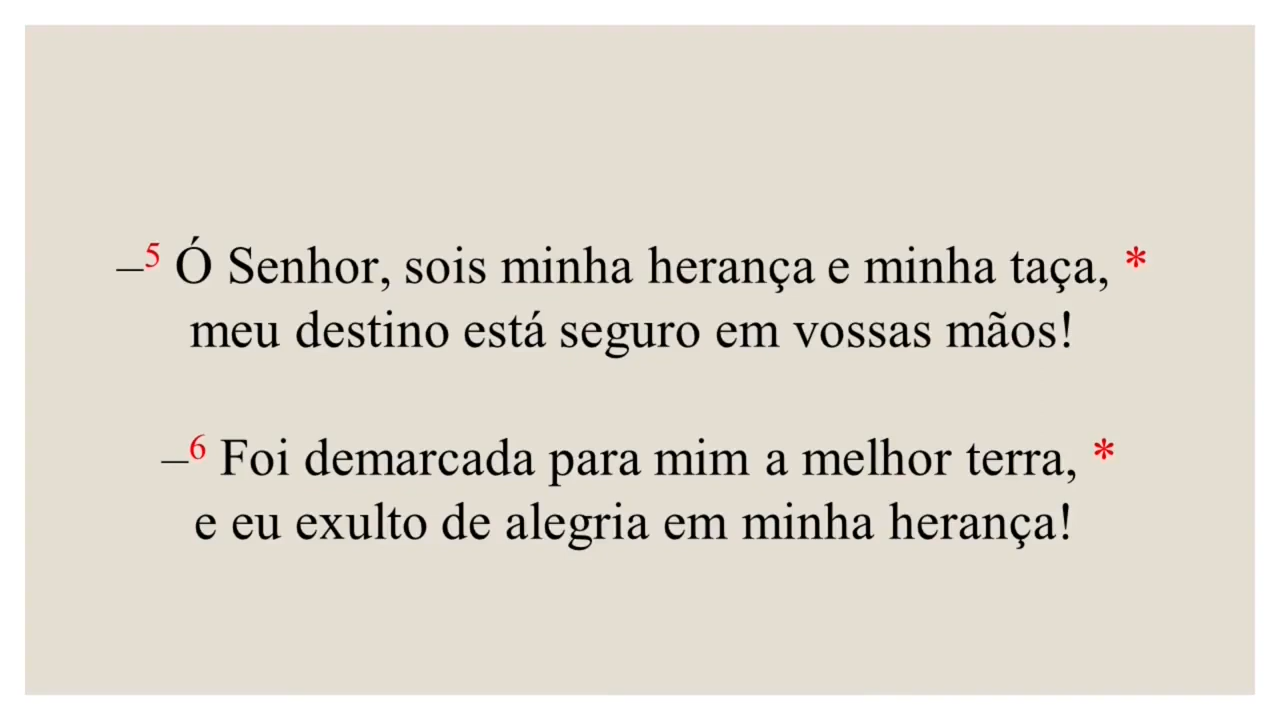 –5 Ó Senhor, sois minha herança e minha taça, *
meu destino está seguro em vossas mãos!
–6 Foi demarcada para mim a melhor terra, *
e eu exulto de alegria em minha herança!